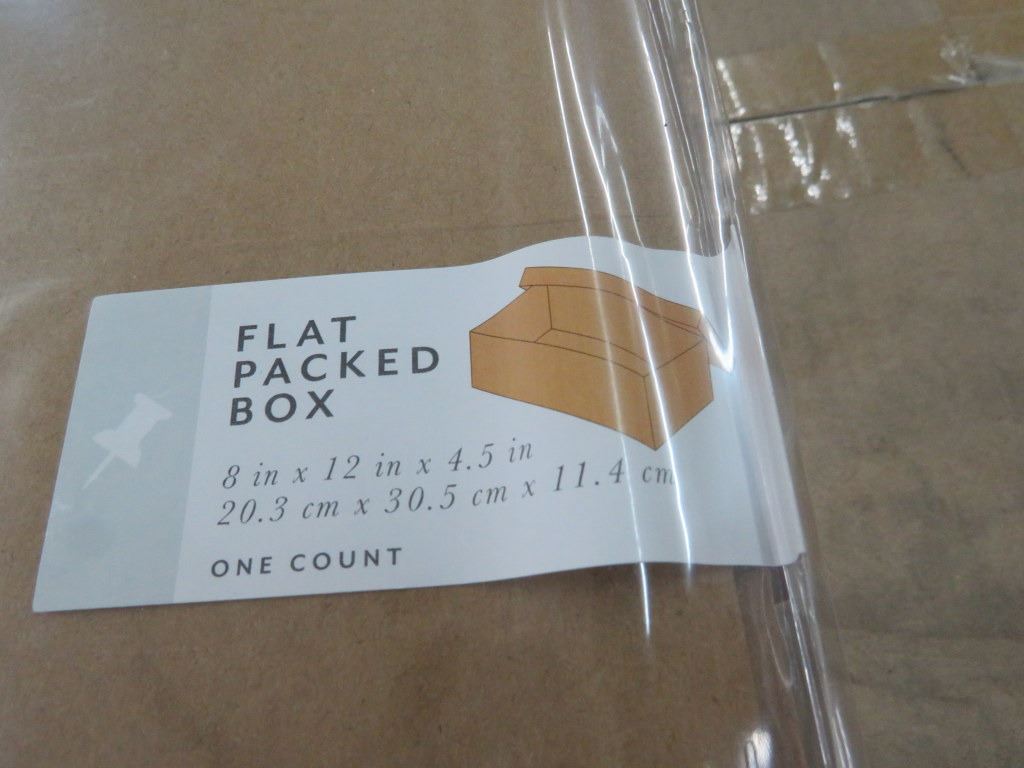 FLAT
PACKED
BOX
8 in x 12 in x 4.5 in
20.3 cm x 30.5 cm x 11.4 cm
ONE COUNT